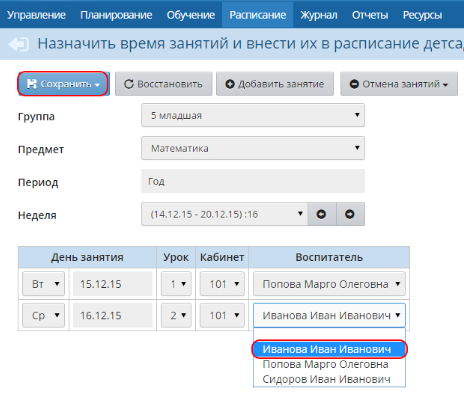 Управление Планирование Обучение Расписание Журнал Отчеты Ресурсы
Назначить время занятий и внести их в расписание детса
Сохранить Восстановить Добавить занятие Отмена занятий
Группа 5 младшая
Предмет Математика
Период Год
Неделя (14.12.15 - 20.12.15) :16
День занятия Урок Кабинет Воспитатель
Вт 15.12.15 1 101 Попова Марго Олеговна
Ср 16.12.15 2 101 Иванова Иван Иванович
Иванова Иван Иванович
Попова Марго Олеговна
Сидоров Иван Иванович